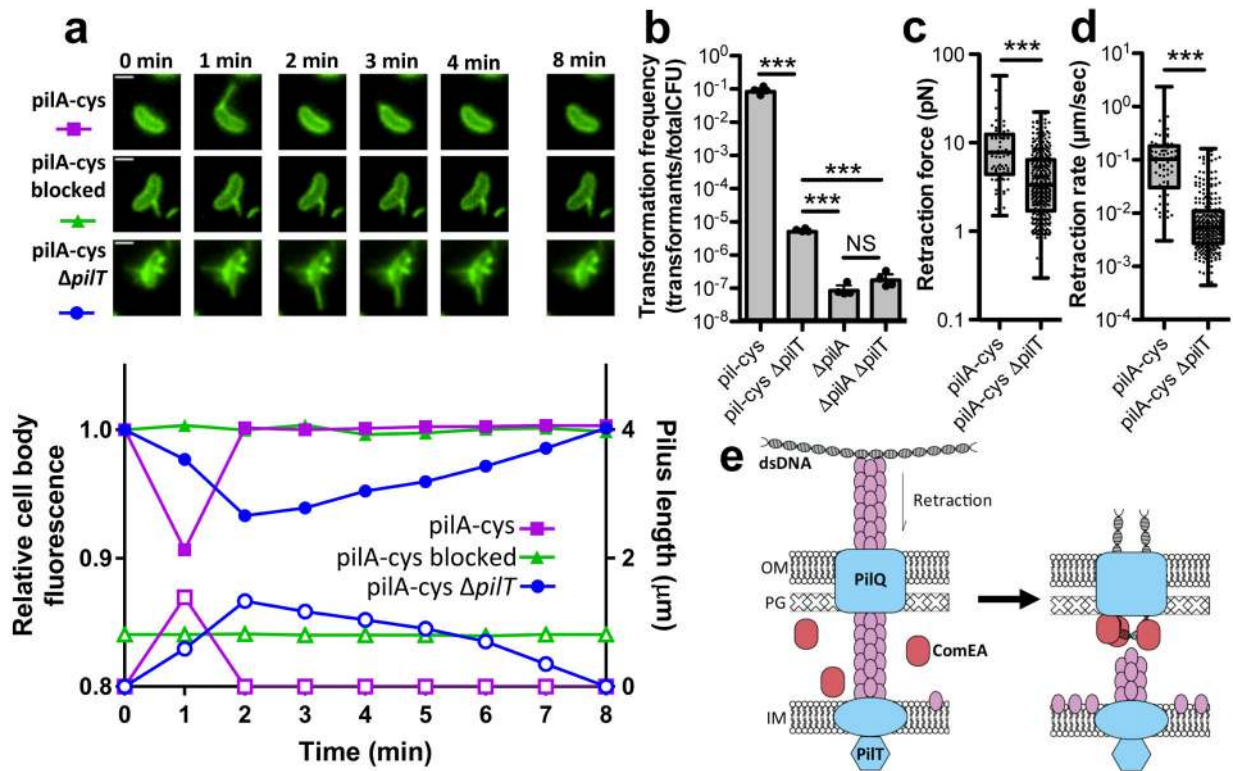 a
0 min 1 min 2 min 3 min 4 min 8 min
pilA-cys
pilA-cys
blocked
pilA-cys
ΔpilT
Relative cell body
fluorescence
1.0
0.9
0.8
4
2
0
Pilus length (μm)
pilA-cys
pilA-cys blocked
pilA-cys ΔpilT
0 1 2 3 4 5 6 7 8
Time (min)
b
Transformation frequency
(transformants/totalCFU)
10⁰
10⁻¹
10⁻²
10⁻³
10⁻⁴
10⁻⁵
10⁻⁶
10⁻⁷
10⁻⁸
***
***
***
NS
pil-cys
pil-cys ΔpilT
ΔpilA
ΔpilA ΔpilT
c
Retraction force (pN)
100
10
1
0.1
***
pilA-cys
pilA-cys ΔpilT
d
Retraction rate (μm/sec)
10¹
10⁰
10⁻¹
10⁻²
10⁻³
10⁻⁴
***
pilA-cys
pilA-cys ΔpilT
e
dsDNA
Retraction
OM
PilQ
PG
ComEA
IM
PilT